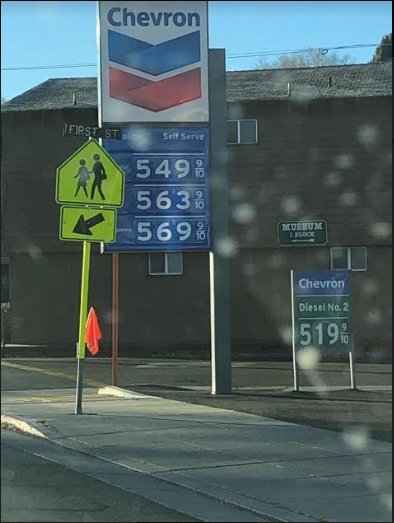 Chevron
FIRST ST
Self Serve
549 9/10
563 9/10
569 9/10
MUSEUM
1 BLOCK
Chevron
Diesel No. 2
519 9/10